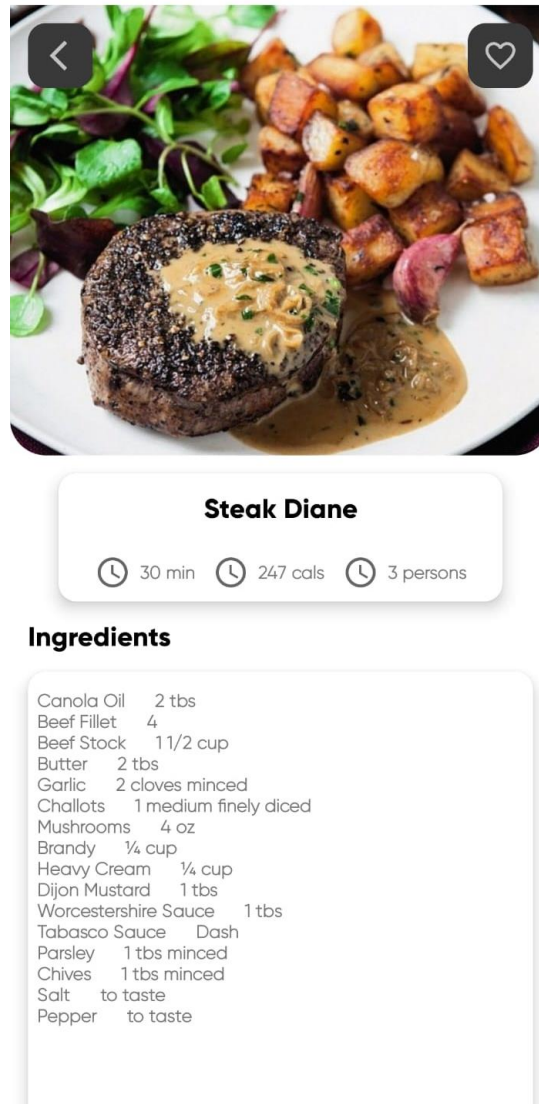 Steak Diane
30 min 247 cals 3 persons
Ingredients
Canola Oil 2 tbs
Beef Fillet 4
Beef Stock 1 1/2 cup
Butter 2 tbs
Garlic 2 cloves minced
Challots 1 medium finely diced
Mushrooms 4 oz
Brandy ¼ cup
Heavy Cream ¼ cup
Dijon Mustard 1 tbs
Worcestershire Sauce 1 tbs
Tabasco Sauce Dash
Parsley 1 tbs minced
Chives 1 tbs minced
Salt to taste
Pepper to taste